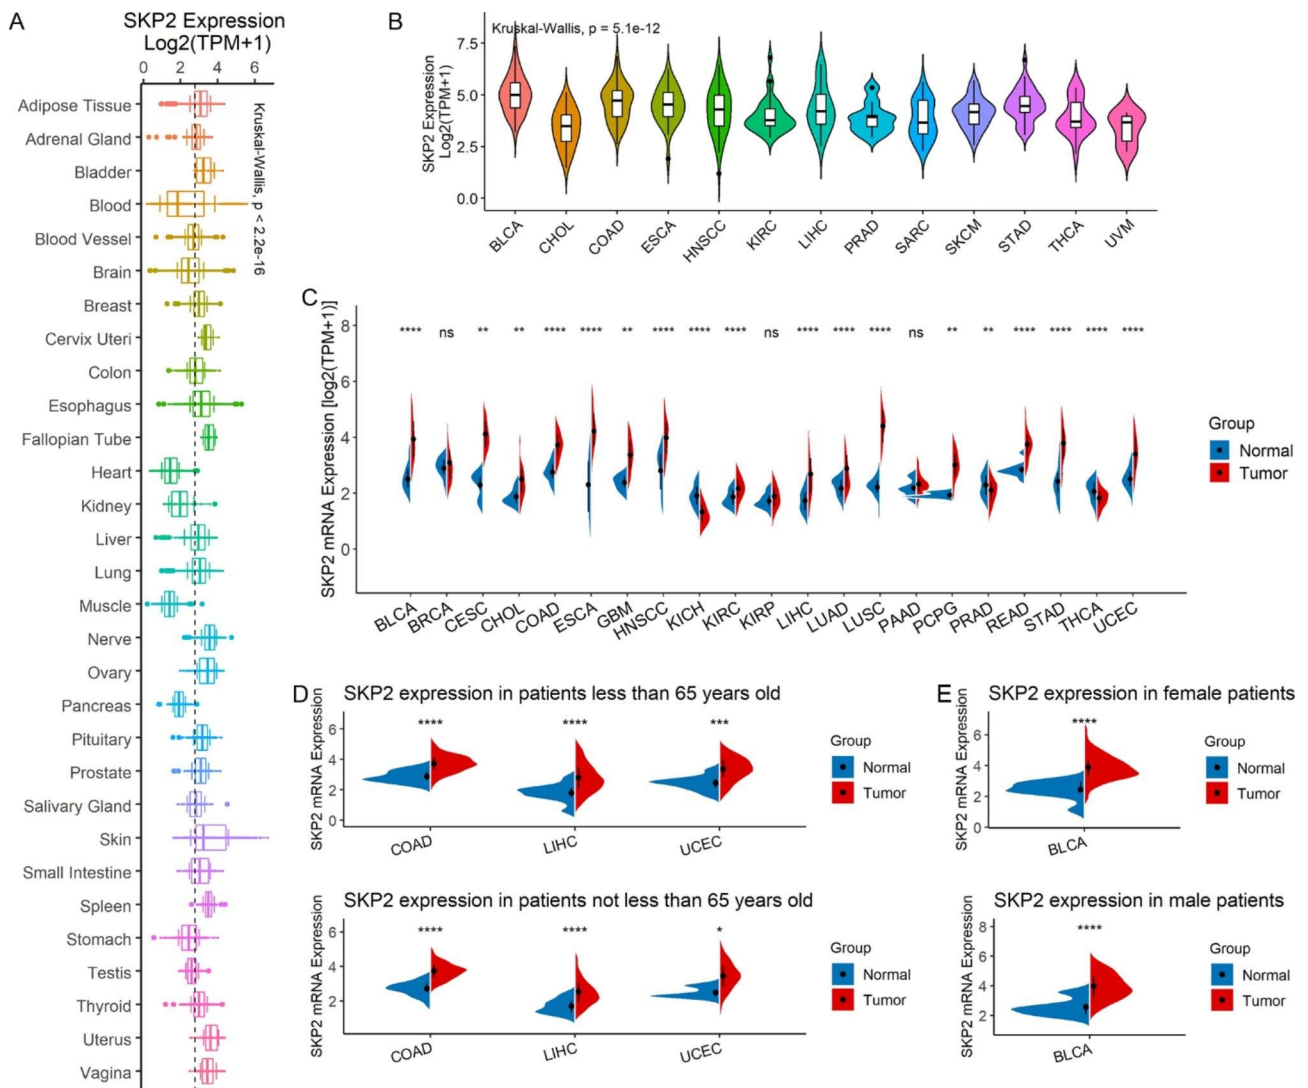 A
SKP2 Expression
Log2(TPM+1)
0 2 4 6
Adipose Tissue
Adrenal Gland
Bladder
Blood
Blood Vessel
Brain
Breast
Cervix Uteri
Colon
Esophagus
Fallopian Tube
Heart
Kidney
Liver
Lung
Muscle
Nerve
Ovary
Pancreas
Pituitary
Prostate
Salivary Gland
Skin
Small Intestine
Spleen
Stomach
Testis
Thyroid
Uterus
Vagina
Kruskal-Wallis, p < 2.2e-16
B
Kruskal-Wallis, p = 5.1e-12
SKP2 Expression
Log2(TPM+1)
7.5
5.0
2.5
0.0
BLCA CHOL COAD ESCA HNSCC KIRC LIHC PRAD SARC SKCM STAD THCA UVM
C
SKP2 mRNA Expression [log2(TPM+1)]
8
6
4
2
0
**** ns ** ** **** **** ** **** **** **** ns **** **** **** ns ** ** **** **** **** ****
BLCA BRCA CESC CHOL COAD ESCA GBM HNSCC KICH KIRC KIRP LIHC LUAD LUSC PAAD PCPG PRAD READ STAD THCA UCEC
Group
Normal
Tumor
D
SKP2 expression in patients less than 65 years old
SKP2 mRNA Expression
6
4
2
0
**** **** ***
COAD LIHC UCEC
Group
Normal
Tumor
SKP2 expression in patients not less than 65 years old
SKP2 mRNA Expression
6
4
2
**** **** *
COAD LIHC UCEC
Group
Normal
Tumor
E
SKP2 expression in female patients
SKP2 mRNA Expression
6
4
2
0
****
BLCA
Group
Normal
Tumor
SKP2 expression in male patients
SKP2 mRNA Expression
8
6
4
2
****
BLCA
Group
Normal
Tumor